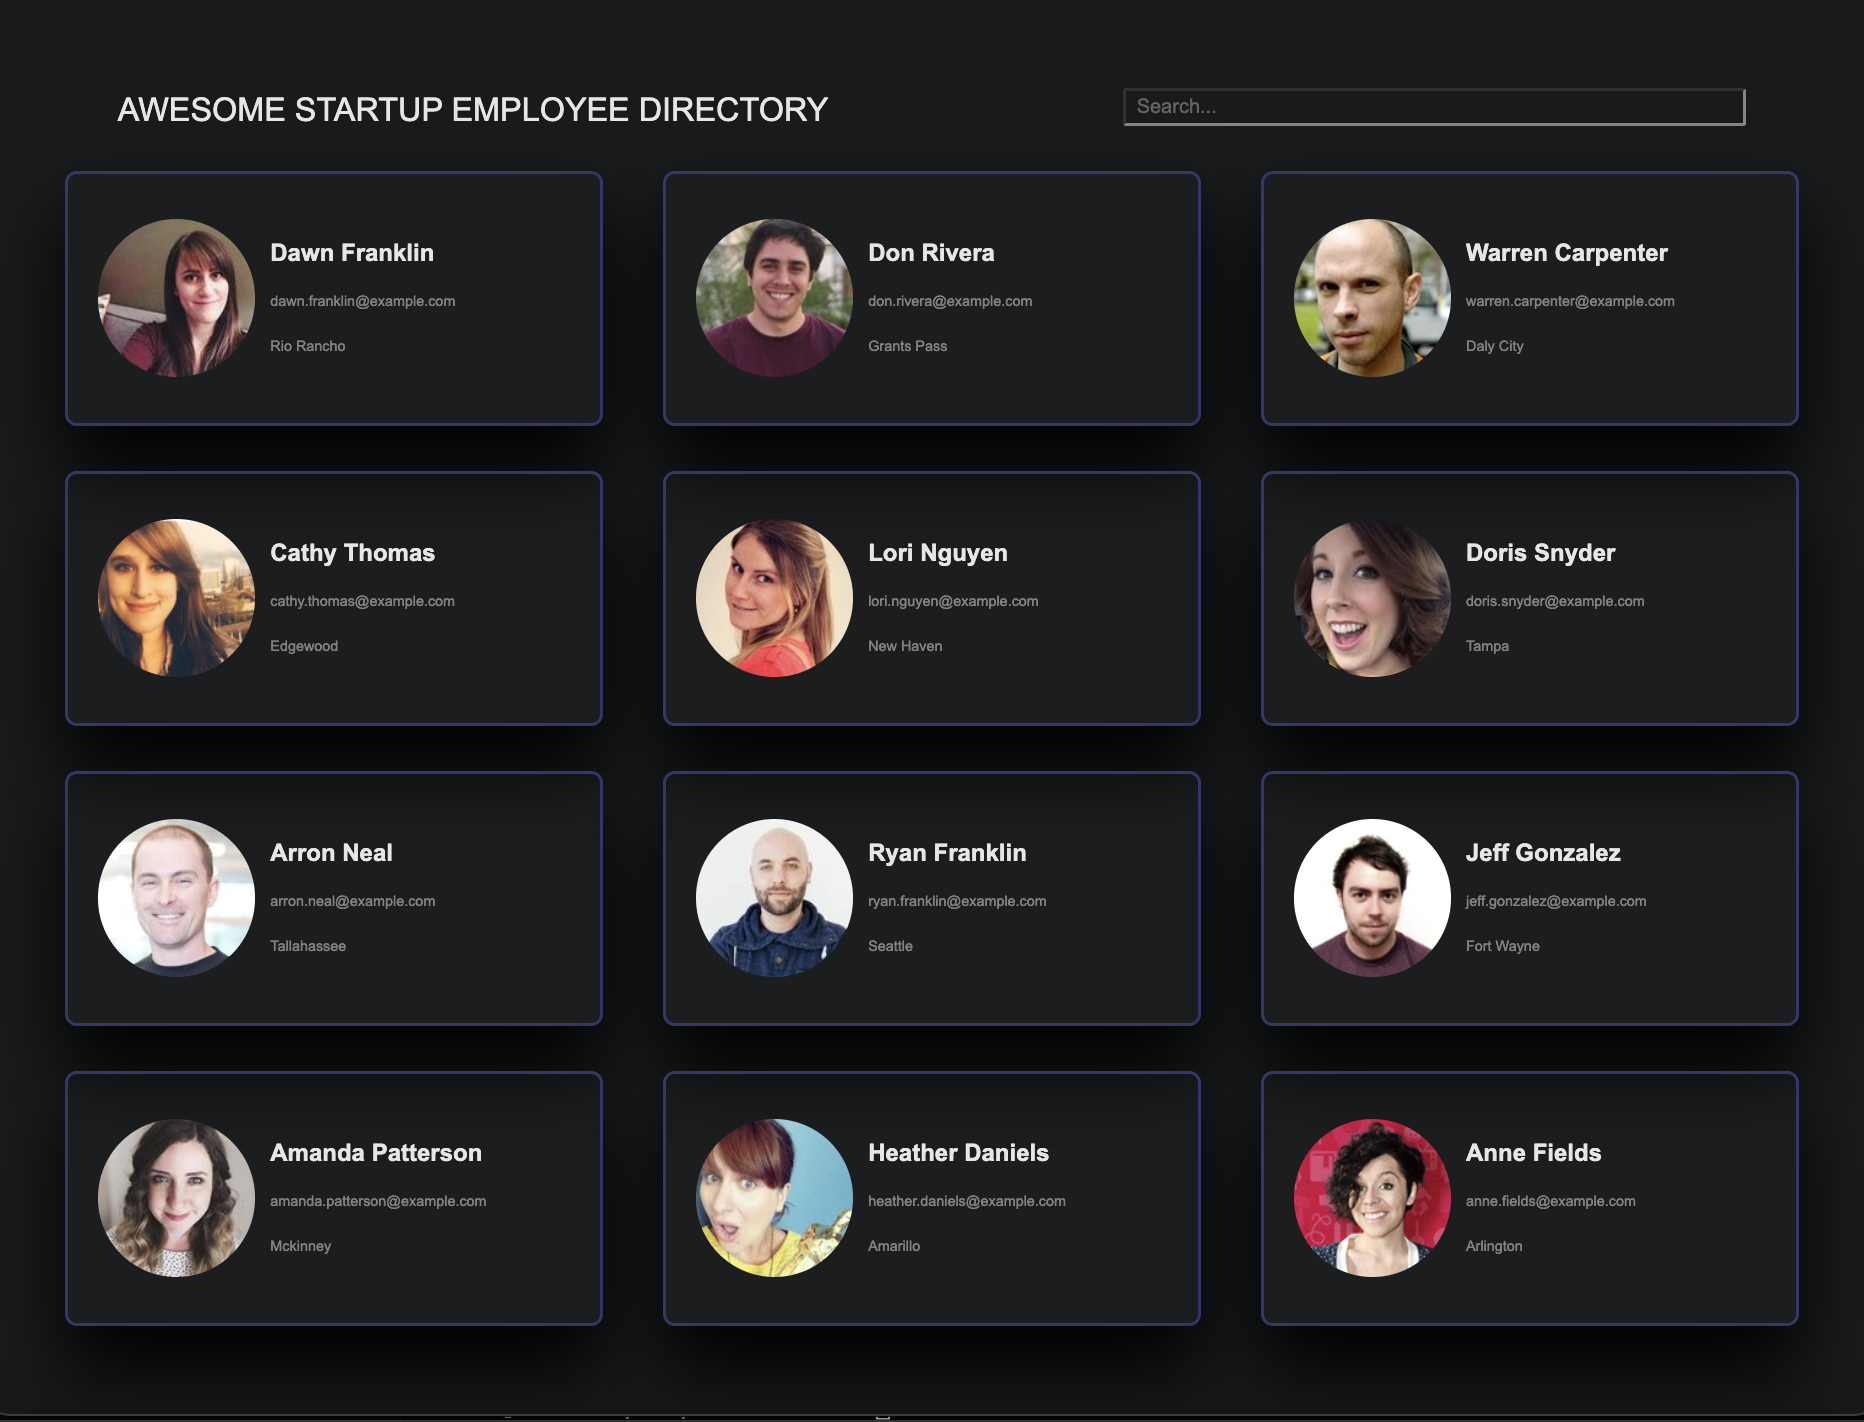 AWESOME STARTUP EMPLOYEE DIRECTORY
Search...
Dawn Franklin
dawn.franklin@example.com
Rio Rancho
Don Rivera
don.rivera@example.com
Grants Pass
Warren Carpenter
warren.carpenter@example.com
Daly City
Cathy Thomas
cathy.thomas@example.com
Edgewood
Lori Nguyen
lori.nguyen@example.com
New Haven
Doris Snyder
doris.snyder@example.com
Tampa
Arron Neal
arron.neal@example.com
Tallahassee
Ryan Franklin
ryan.franklin@example.com
Seattle
Jeff Gonzalez
jeff.gonzalez@example.com
Fort Wayne
Amanda Patterson
amanda.patterson@example.com
Mckinney
Heather Daniels
heather.daniels@example.com
Amarillo
Anne Fields
anne.fields@example.com
Arlington